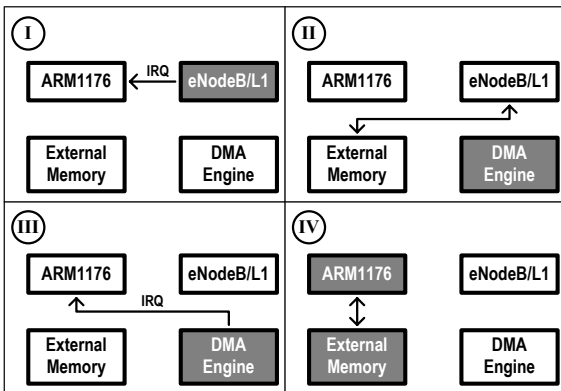 I
ARM1176
IRQ
eNodeB/L1
External
Memory
DMA
Engine
II
ARM1176
eNodeB/L1
External
Memory
DMA
Engine
III
ARM1176
eNodeB/L1
IRQ
External
Memory
DMA
Engine
IV
ARM1176
eNodeB/L1
External
Memory
DMA
Engine